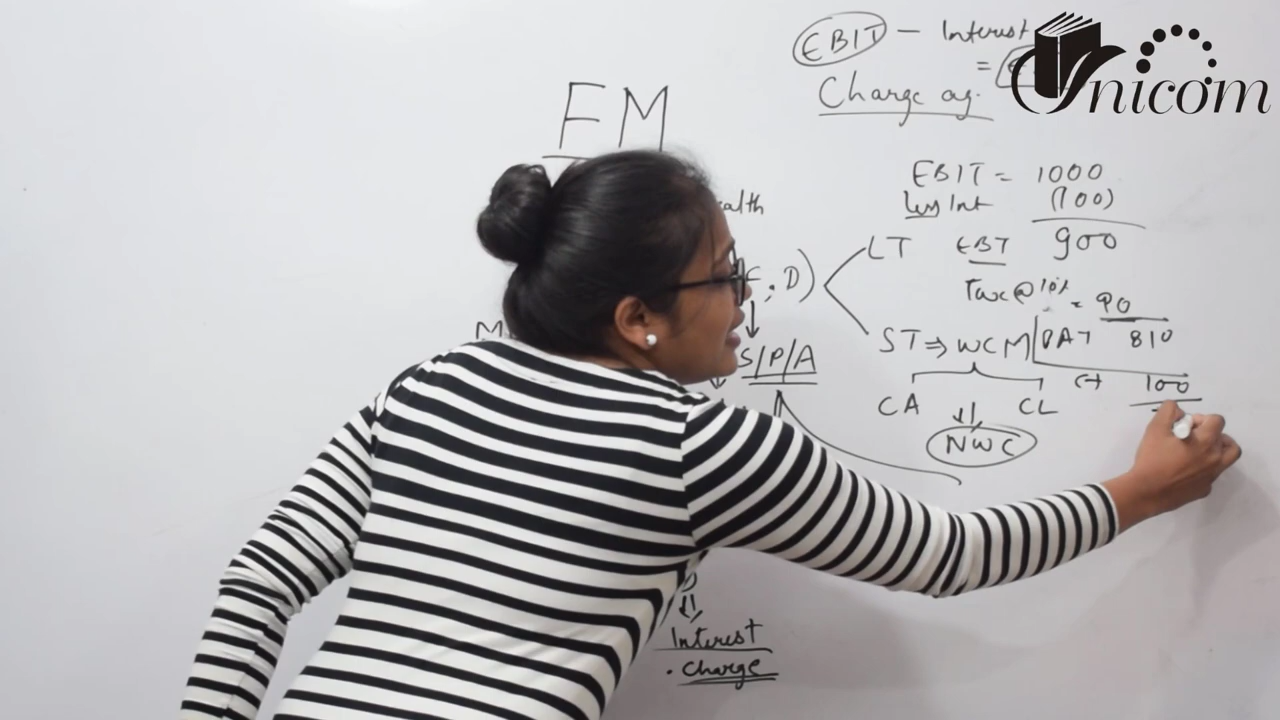 EBIT - Interest
=
Charge ag.
Unicom
FM
EBIT = 1000
Less Int (100)
LT EBT 900
, D)
Tax@10% = 90
ST ⇒ WCM PAT 810
S/P/A
(-) 100
CA CL
NWC
Interest
. Charge